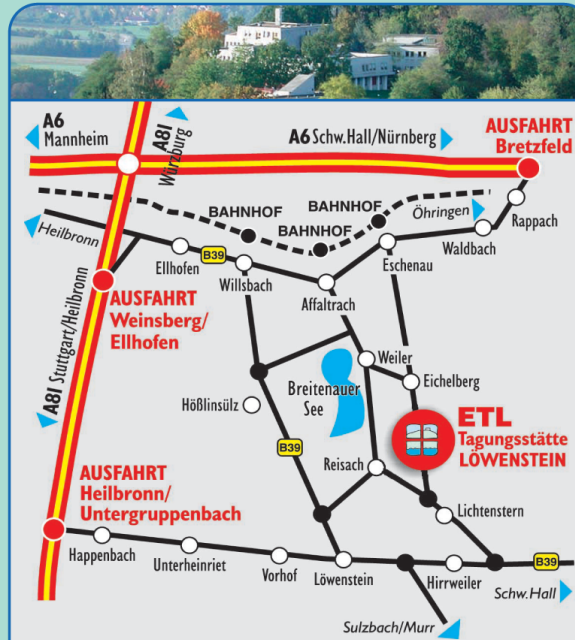 A6
Mannheim
A81
Würzburg
A6 Schw.Hall/Nürnberg
AUSFAHRT
Bretzfeld
BAHNHOF
BAHNHOF
BAHNHOF
Öhringen
Rappach
Heilbronn
Waldbach
Ellhofen
B39
Willsbach
Eschenau
Affaltrach
AUSFAHRT
Weinsberg/
Ellhofen
A81 Stuttgart/Heilbronn
Weiler
Eichelberg
Breitenauer
See
Hößlinsülz
ETL
Tagungsstätte
LÖWENSTEIN
B39
Reisach
AUSFAHRT
Heilbronn/
Untergruppenbach
Lichtenstern
Happenbach
Unterheinriet
Vorhof
Löwenstein
Hirrweiler
B39
Schw.Hall
Sulzbach/Murr